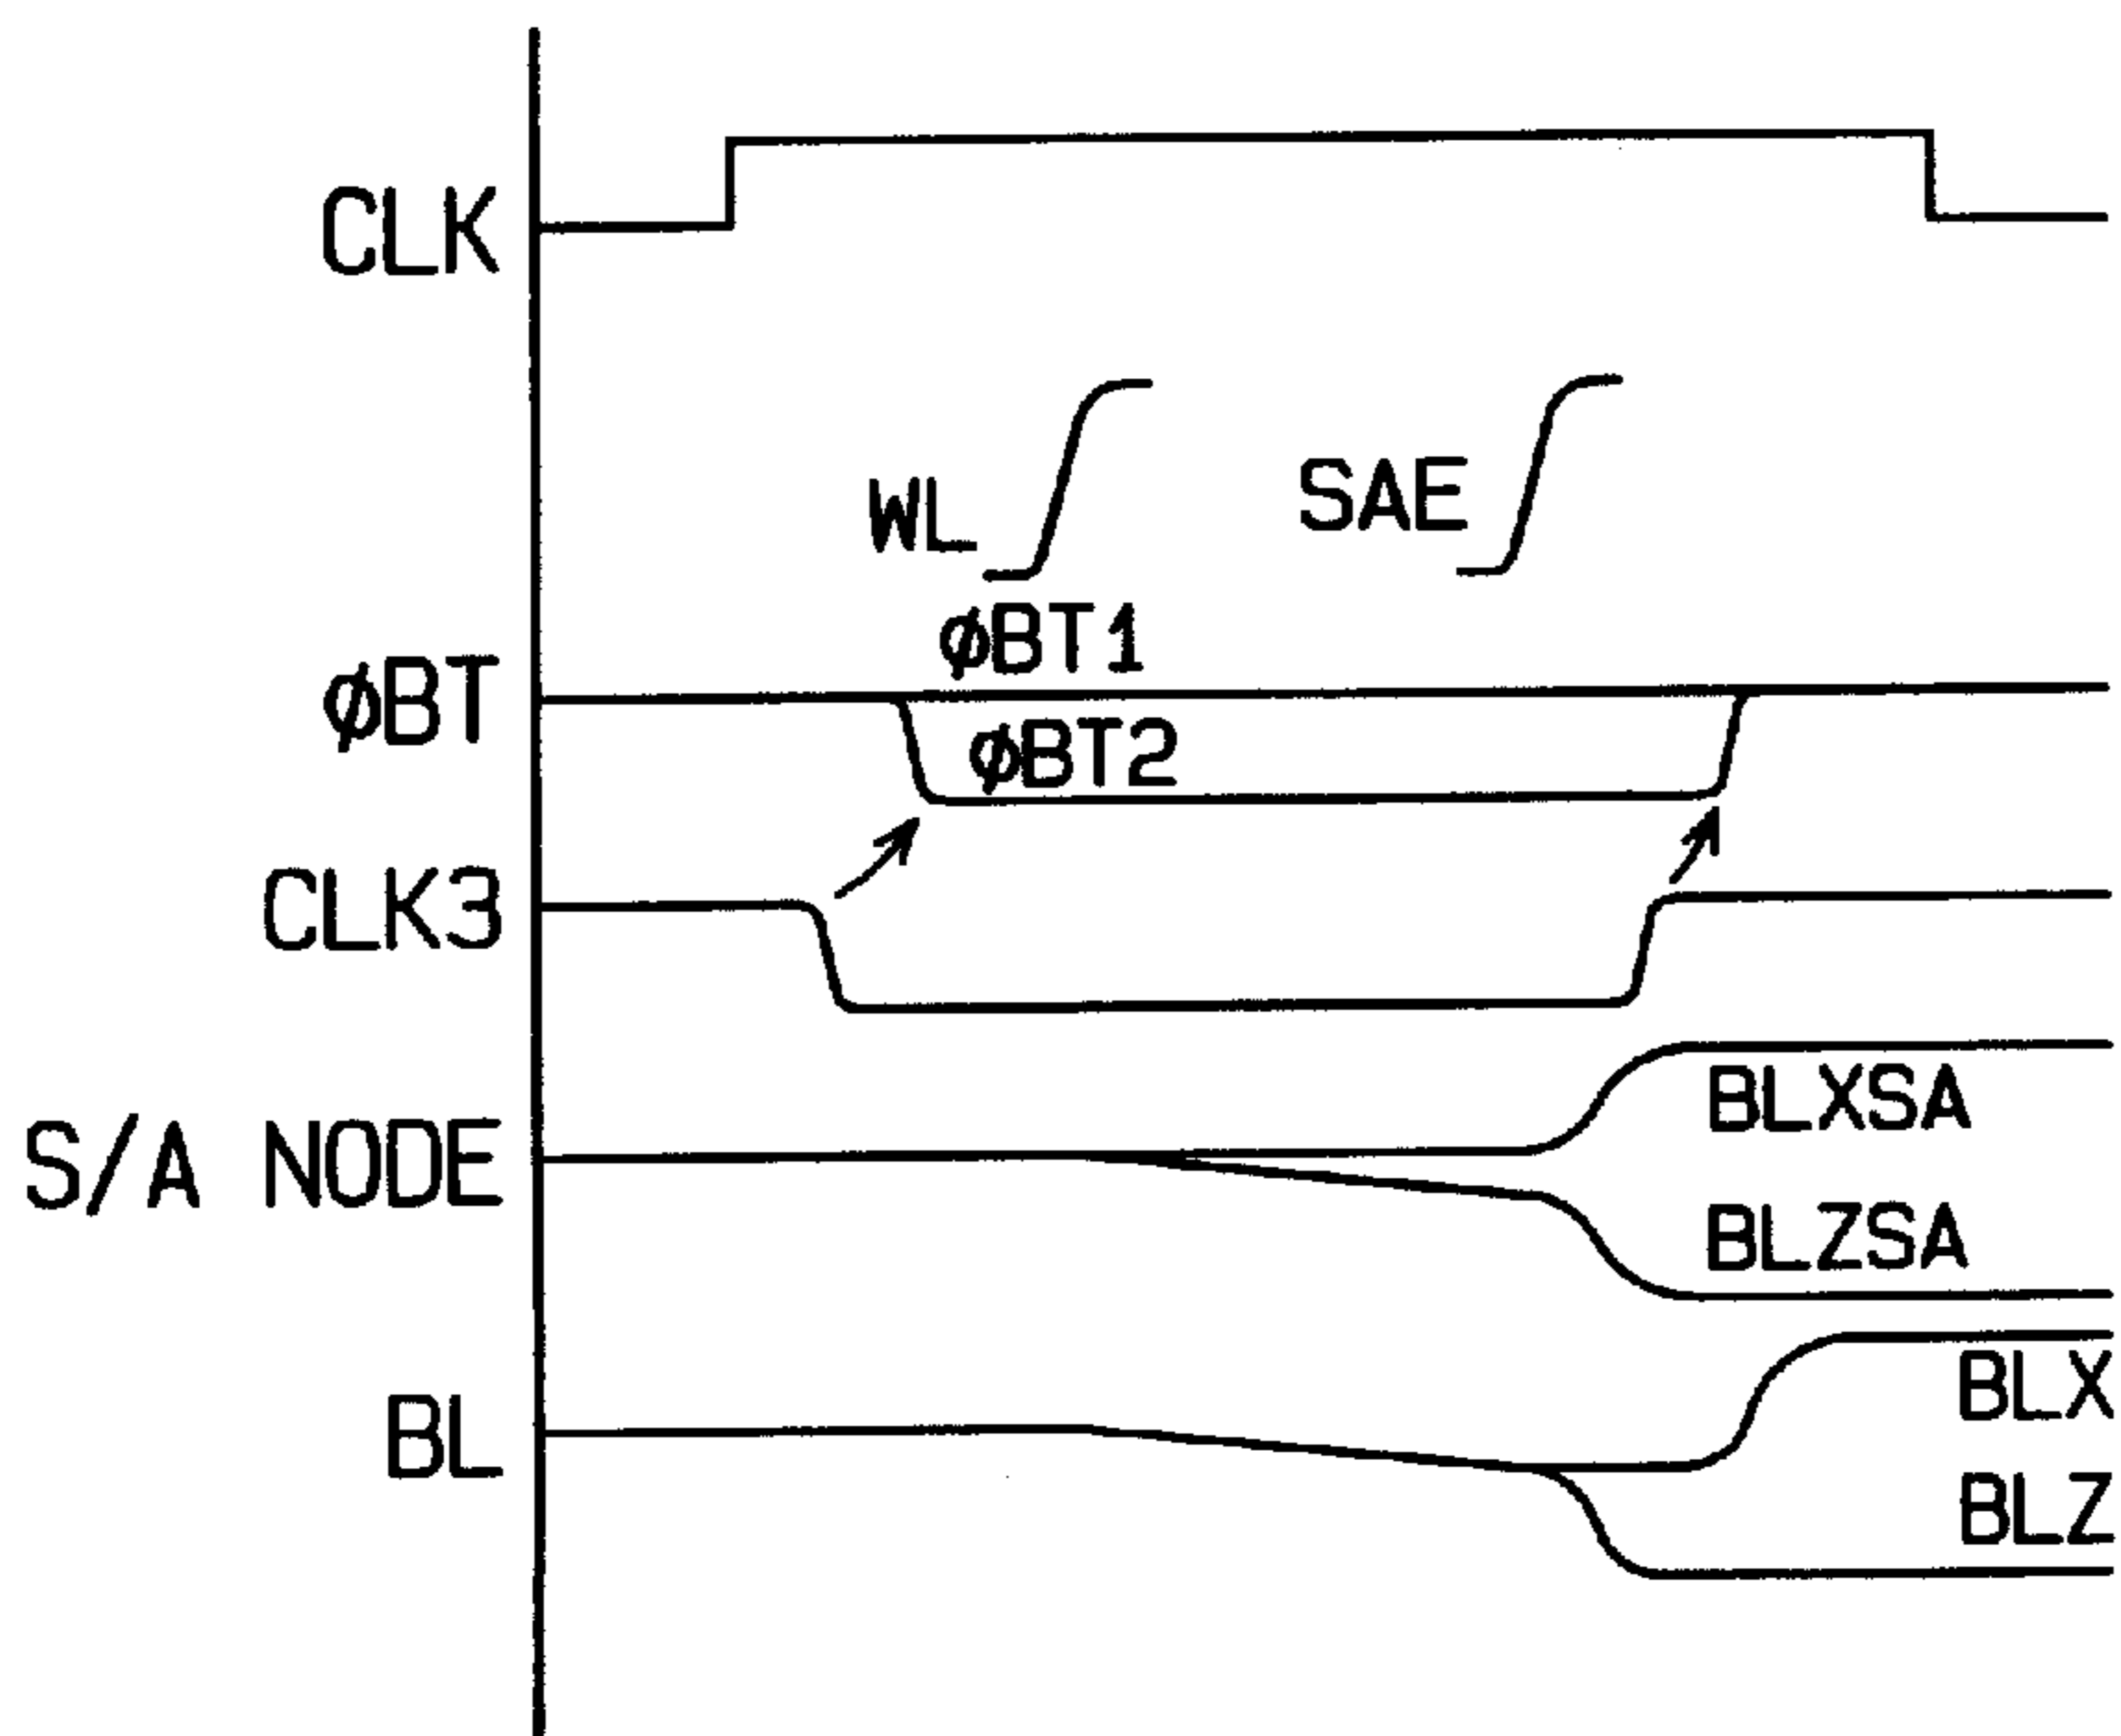 CLK
WL
SAE
φBT1
φBT
φBT2
CLK3
BLXSA
S/A NODE
BLZSA
BLX
BL
BLZ